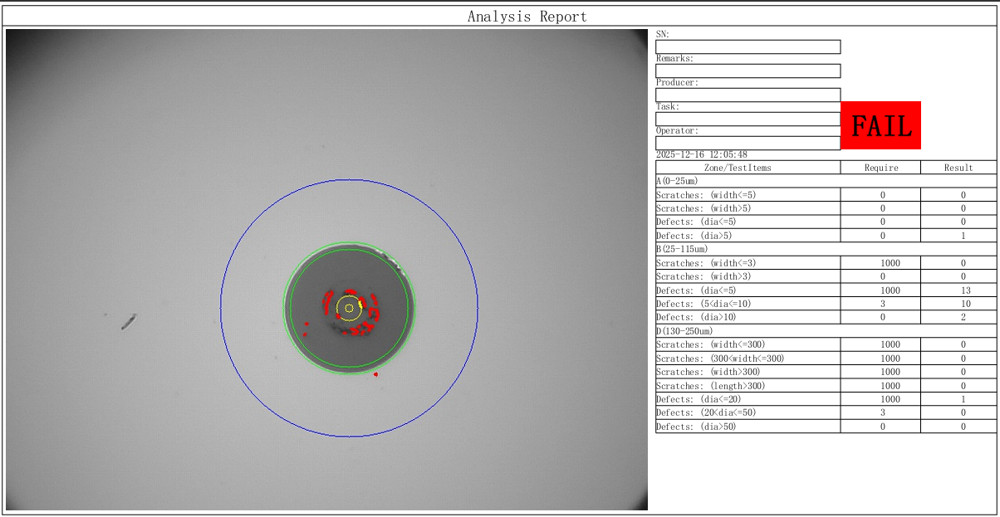 Analysis Report
SN:
Remarks:
Producer:
Task:
Operator:
FAIL
2025-12-16 12:05:48
Zone/TestItems Require Result
A(0-25um)
Scratches: (width<=5) 0 0
Scratches: (width>5) 0 0
Defects: (dia<=5) 0 0
Defects: (dia>5) 0 1
B(25-115um)
Scratches: (width<=3) 1000 0
Scratches: (width>3) 0 0
Defects: (dia<=5) 1000 13
Defects: (5<dia<=10) 3 10
Defects: (dia>10) 0 2
D(130-250um)
Scratches: (width<=300) 1000 0
Scratches: (300<width<=300) 1000 0
Scratches: (width>300) 1000 0
Scratches: (length>300) 1000 0
Defects: (dia<=20) 1000 1
Defects: (20<dia<=50) 3 0
Defects: (dia>50) 0 0